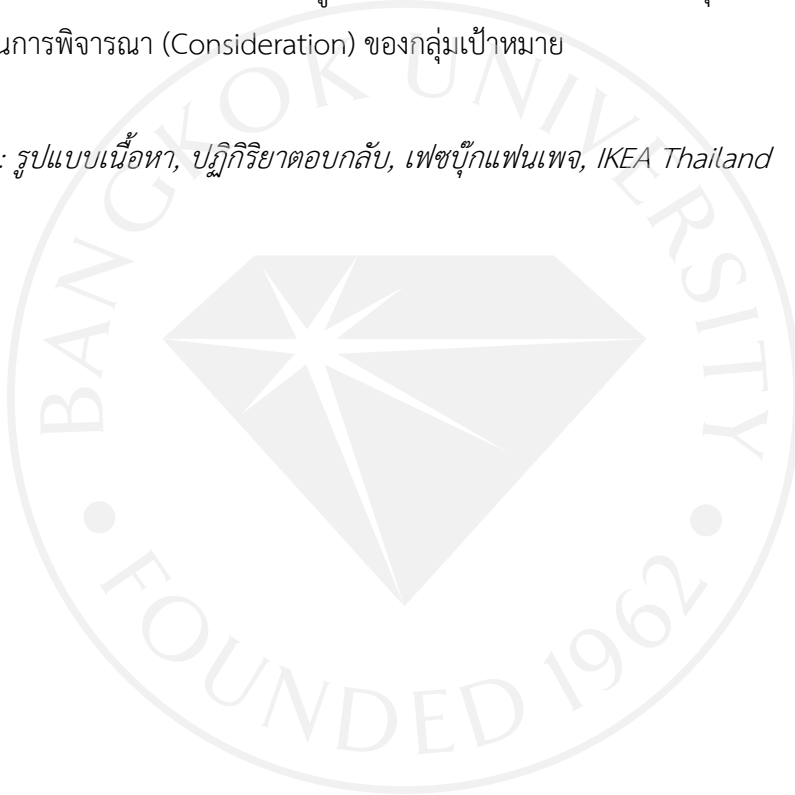 นการพิจารณา (Consideration) ของกลุ่มเป้าหมาย
: รูปแบบเนื้อหา, ปฏิกิริยาตอบกลับ, เฟซบุ๊กแฟนเพจ, IKEA Thailand
BANGKOK UNIVERSITY
FOUNDED 1962